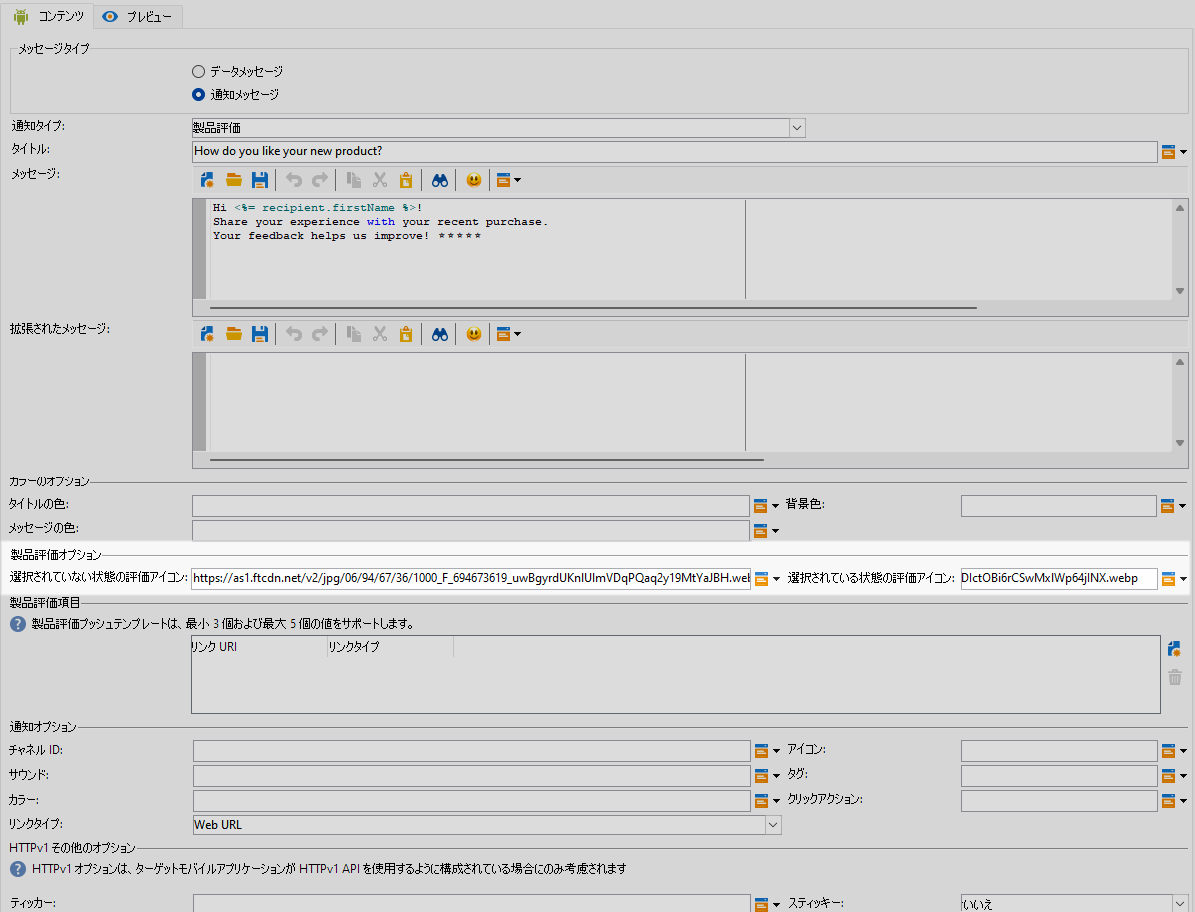 コンテンツ プレビュー
メッセージタイプ
データメッセージ
通知メッセージ
通知タイプ: 製品評価
タイトル: How do you like your new product?
メッセージ:
Hi <%= recipient.firstName %>!
Share your experience with your recent purchase.
Your feedback helps us improve! ★★★★★
拡張されたメッセージ:
カラーのオプション
タイトルの色: 背景色:
メッセージの色:
製品評価オプション
選択されていない状態の評価アイコン: https://as1.ftcdn.net/v2/jpg/06/94/67/36/1000_F_694673619_uwBgyrdUKnIUImVDqPQaq2y19MtYaJBH.wel 選択されている状態の評価アイコン: DIctOBi6rCSwMxIWp64jINX.webp
製品評価項目
製品評価プッシュテンプレートは、最小 3 個および最大 5 個の値をサポートします。
リンク URI リンクタイプ
通知オプション
チャネル ID: アイコン:
サウンド: タグ:
カラー: クリックアクション:
リンクタイプ: Web URL
HTTPv1 その他のオプション
HTTPv1 オプションは、ターゲットモバイルアプリケーションが HTTPv1 API を使用するように構成されている場合にのみ考慮されます
ティッカー: スティッキー: いいえ